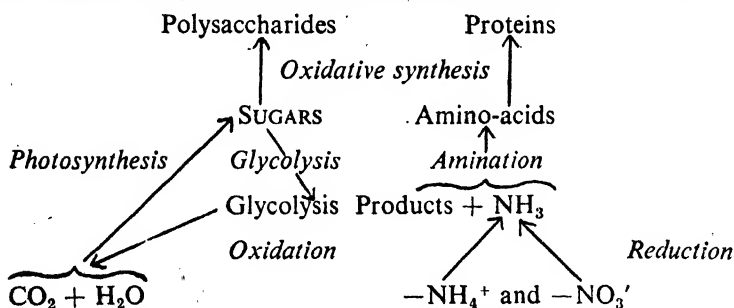 Polysaccharides Proteins
Oxidative synthesis
SUGARS Amino-acids
Photosynthesis Glycolysis Amination
Glycolysis Products + NH₃
Oxidation Reduction
CO₂ + H₂O −NH₄⁺ and −NO₃′